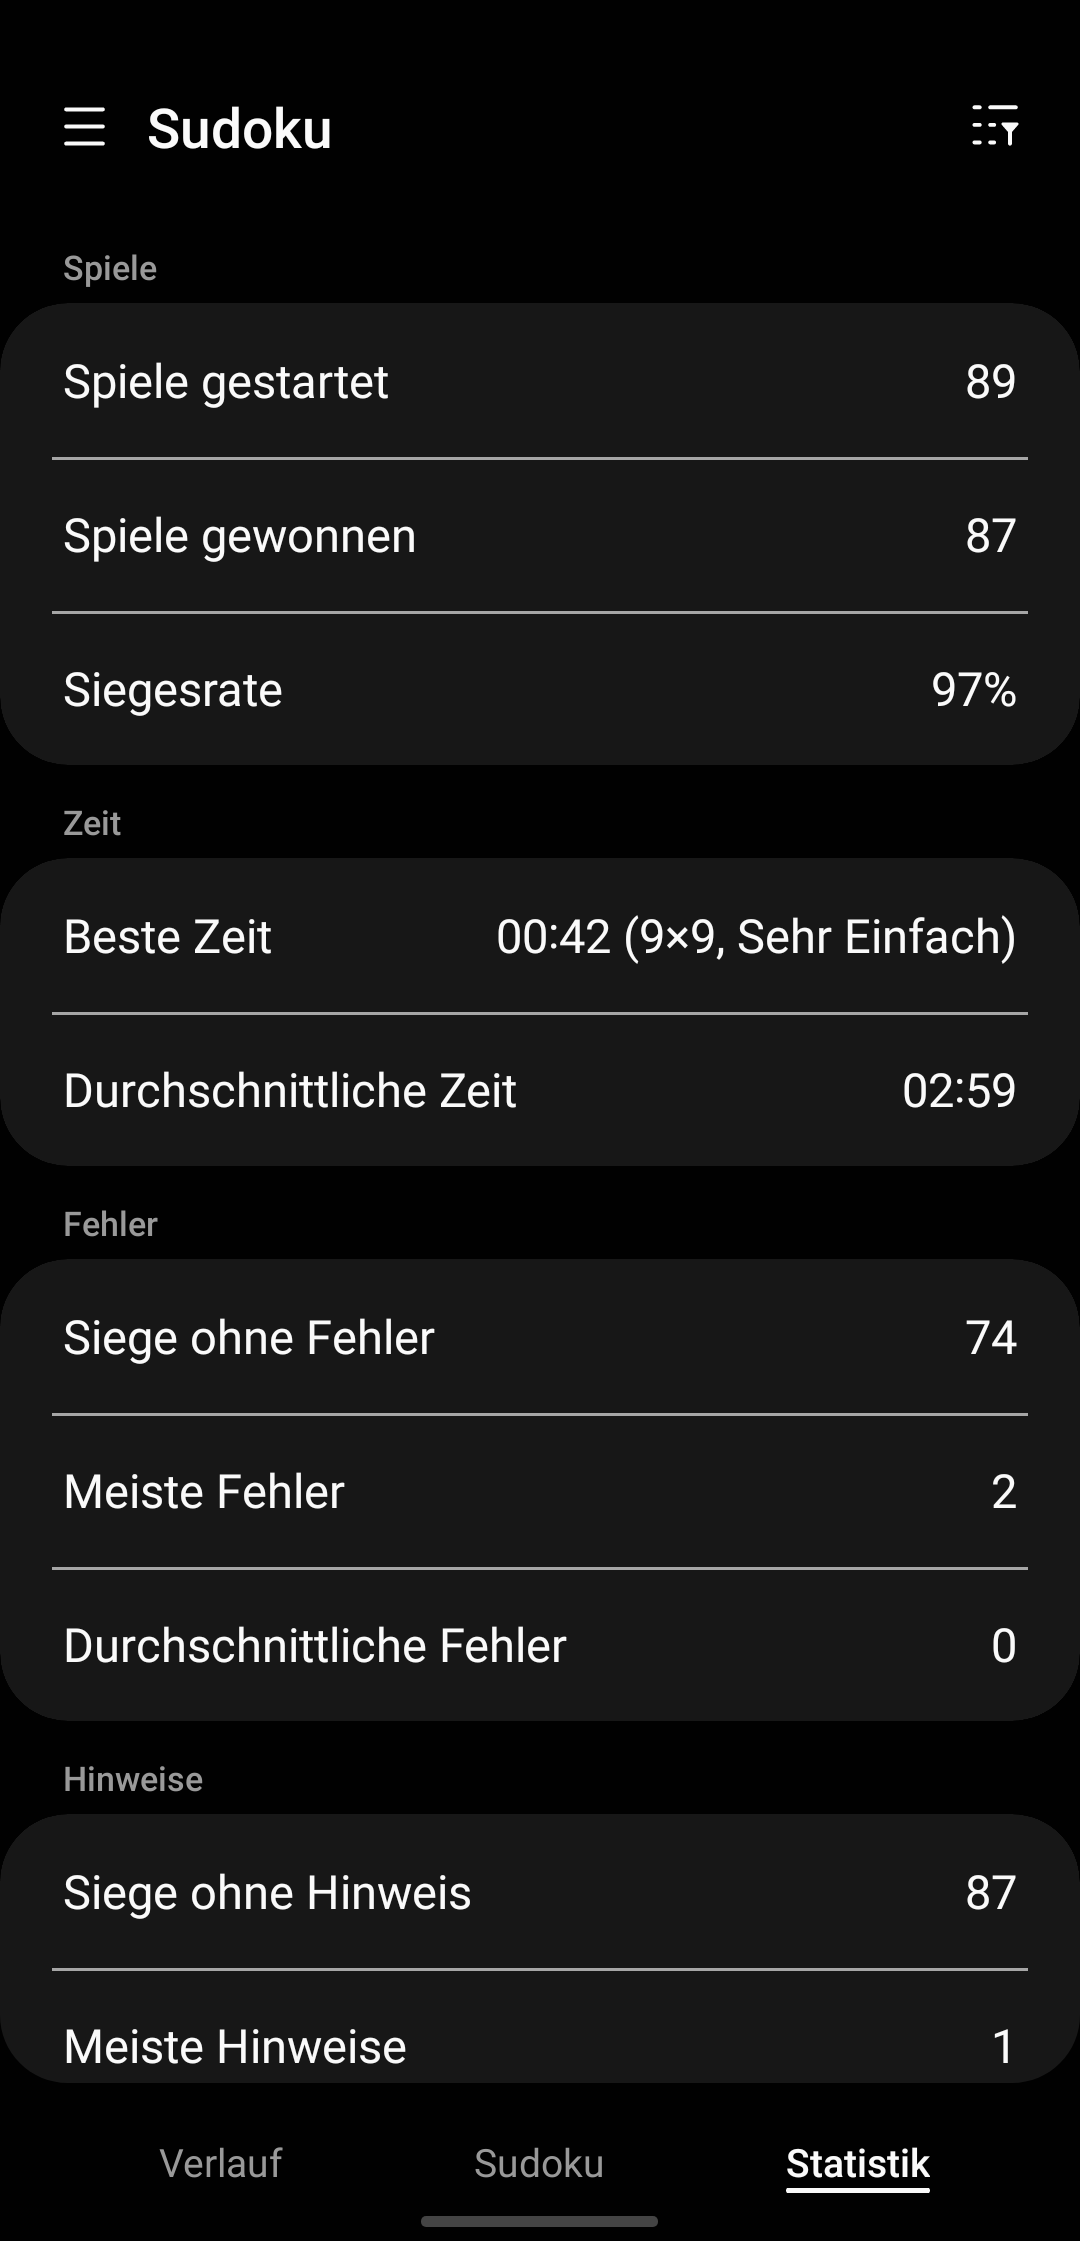 Sudoku
Spiele
Spiele gestartet 89
Spiele gewonnen 87
Siegesrate 97%
Zeit
Beste Zeit 00:42 (9×9, Sehr Einfach)
Durchschnittliche Zeit 02:59
Fehler
Siege ohne Fehler 74
Meiste Fehler 2
Durchschnittliche Fehler 0
Hinweise
Siege ohne Hinweis 87
Meiste Hinweise 1
Verlauf Sudoku Statistik